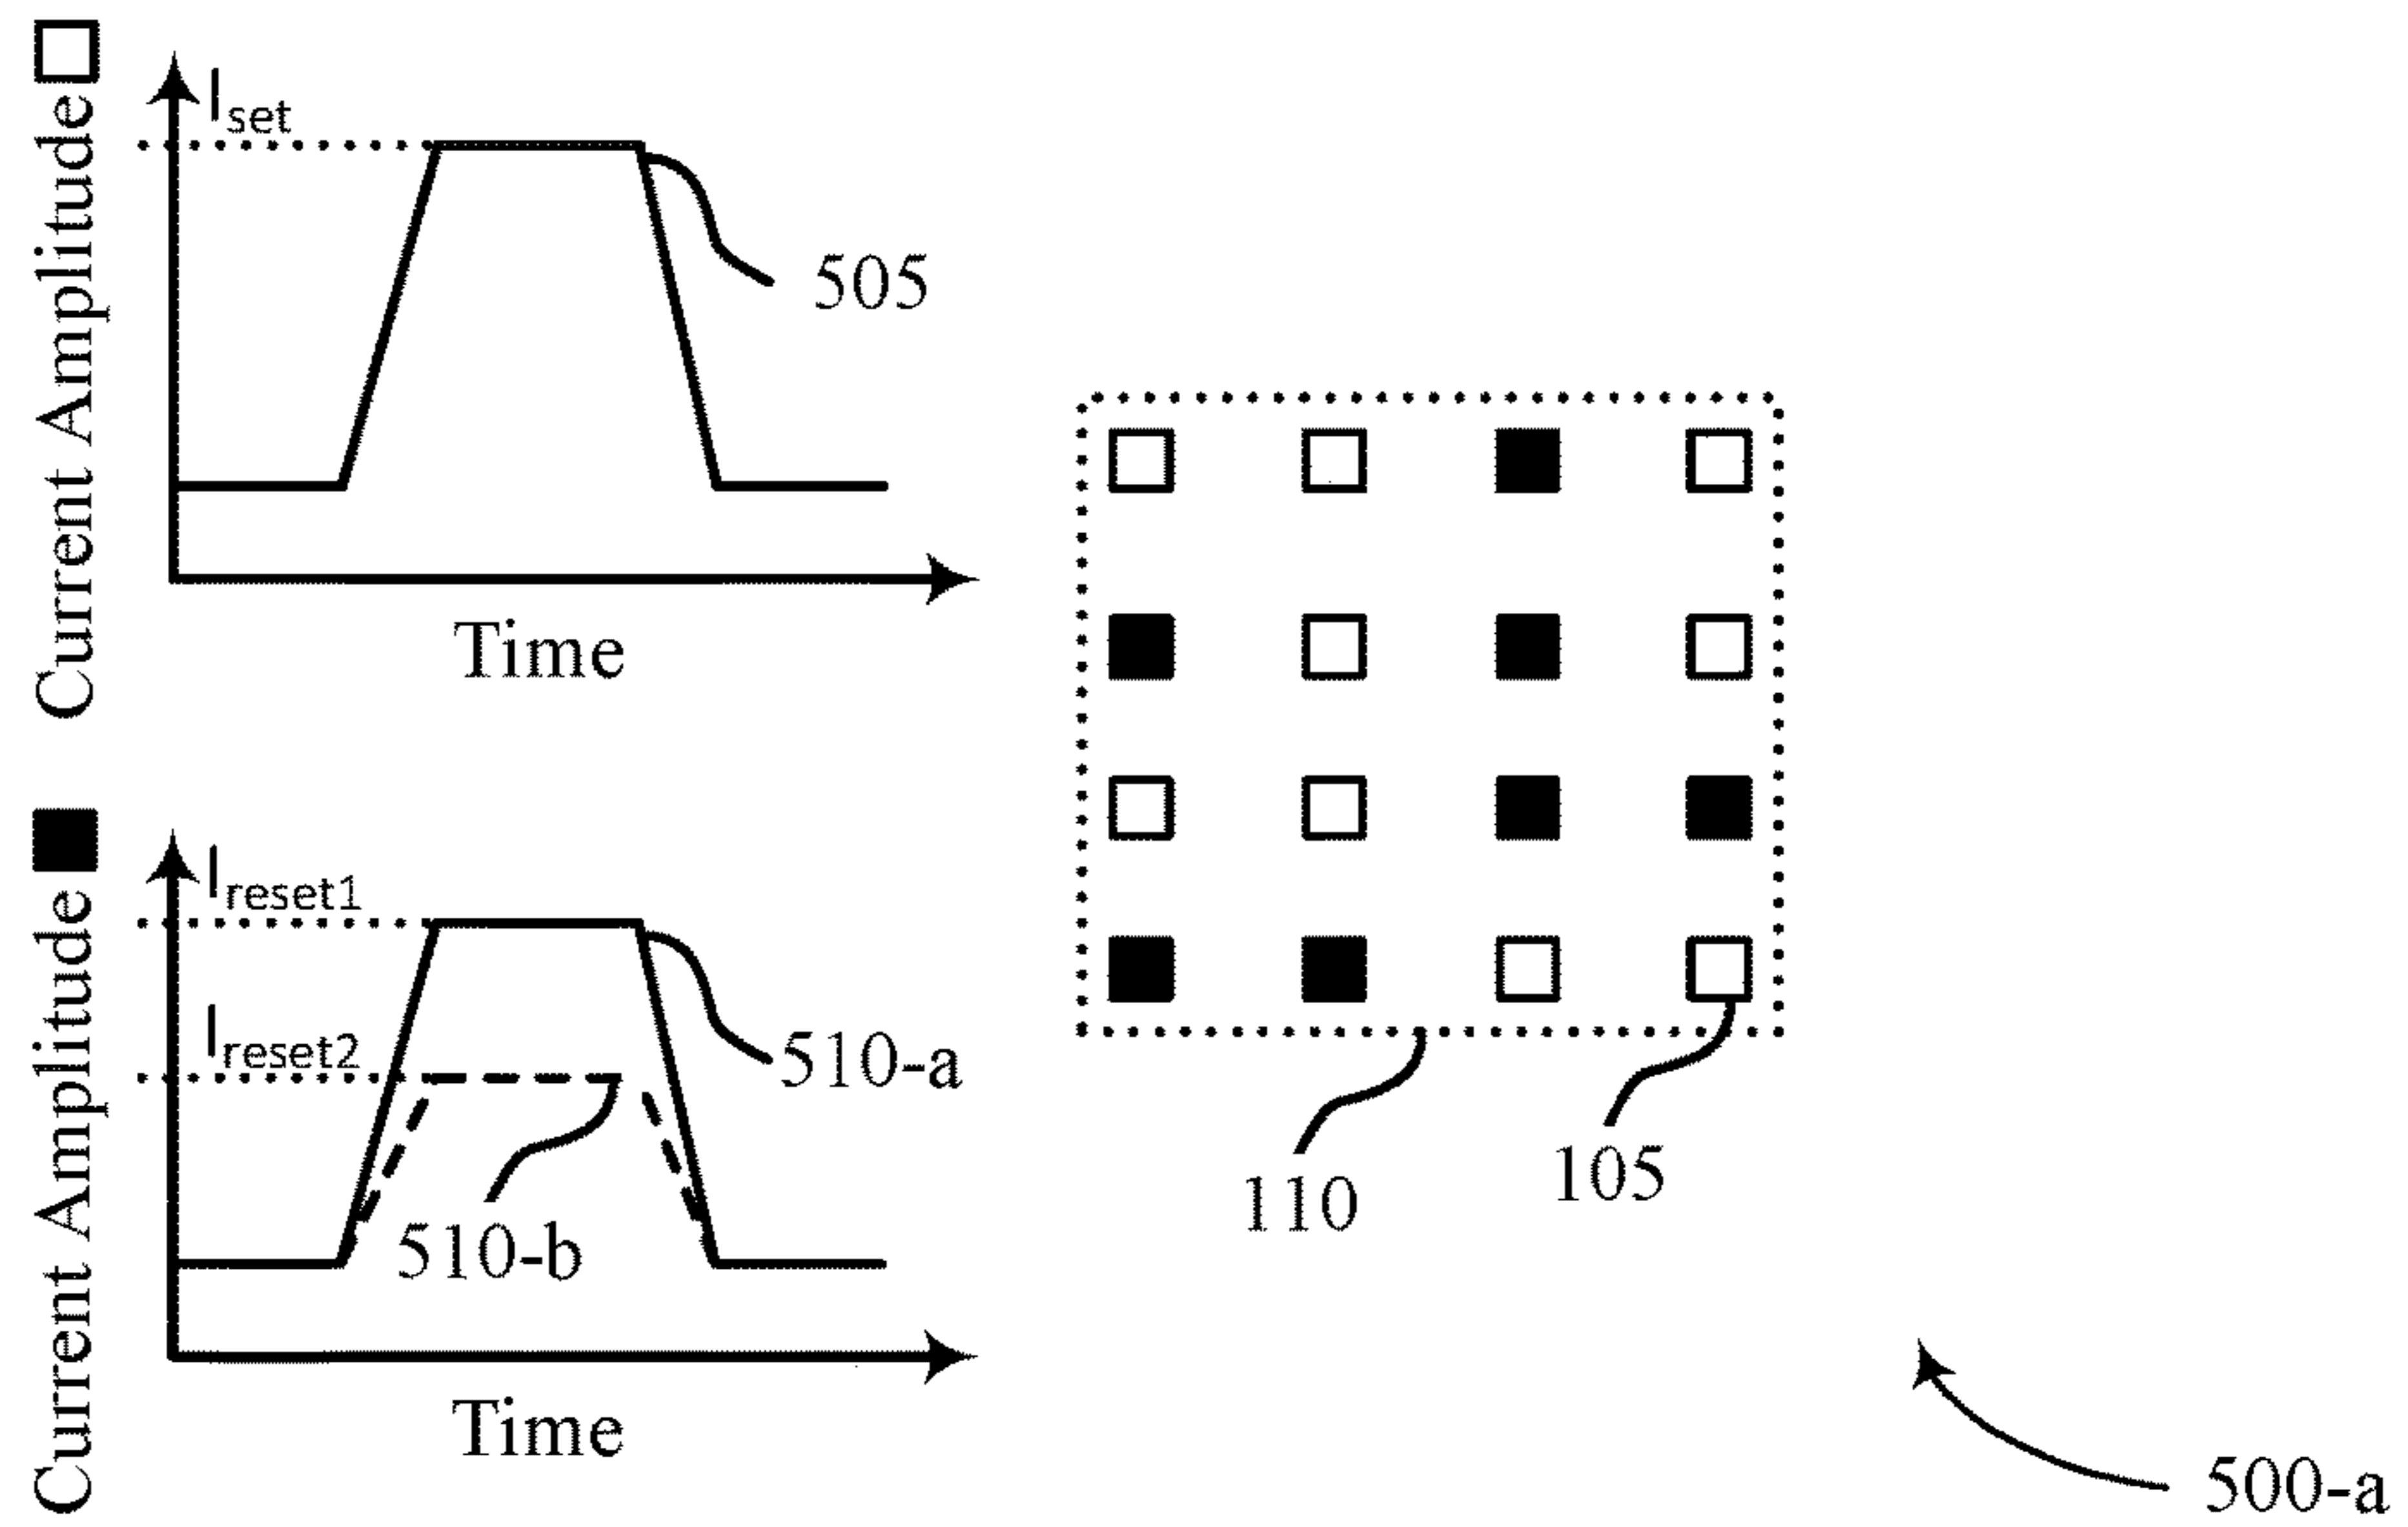 Current Amplitude
I_set
505
Time
Current Amplitude
I_reset1
I_reset2
510-a
510-b
Time
110
105
500-a